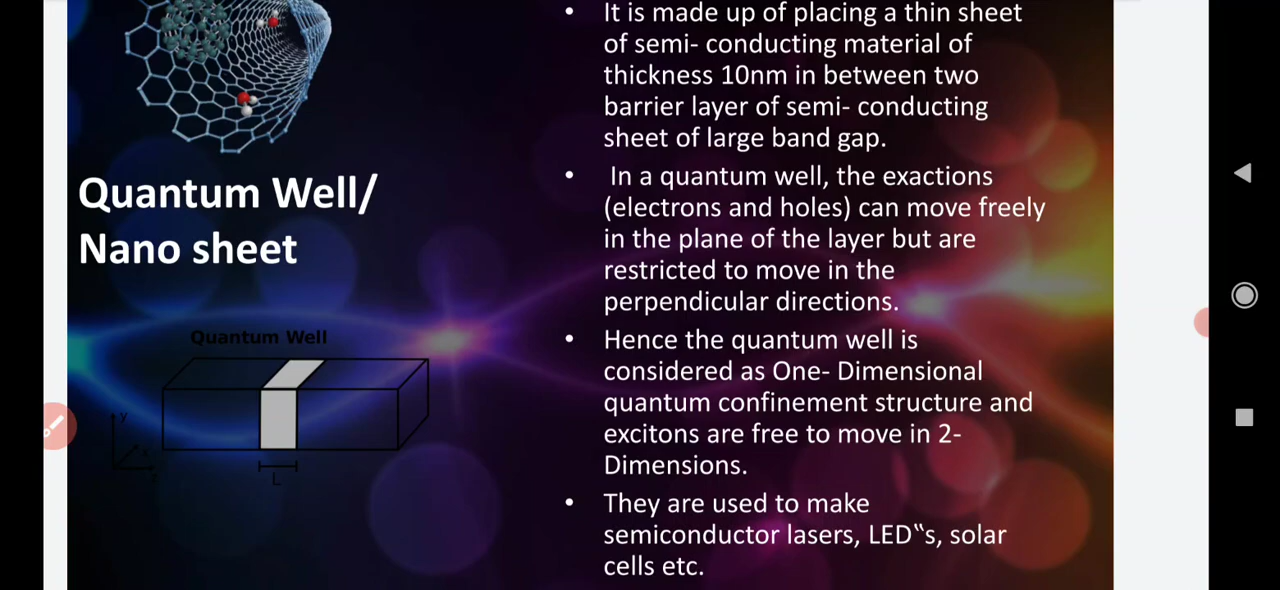 Quantum Well/
Nano sheet
Quantum Well
y
L
• It is made up of placing a thin sheet
of semi- conducting material of
thickness 10nm in between two
barrier layer of semi- conducting
sheet of large band gap.
• In a quantum well, the exactions
(electrons and holes) can move freely
in the plane of the layer but are
restricted to move in the
perpendicular directions.
• Hence the quantum well is
considered as One- Dimensional
quantum confinement structure and
excitons are free to move in 2-
Dimensions.
• They are used to make
semiconductor lasers, LED‟s, solar
cells etc.